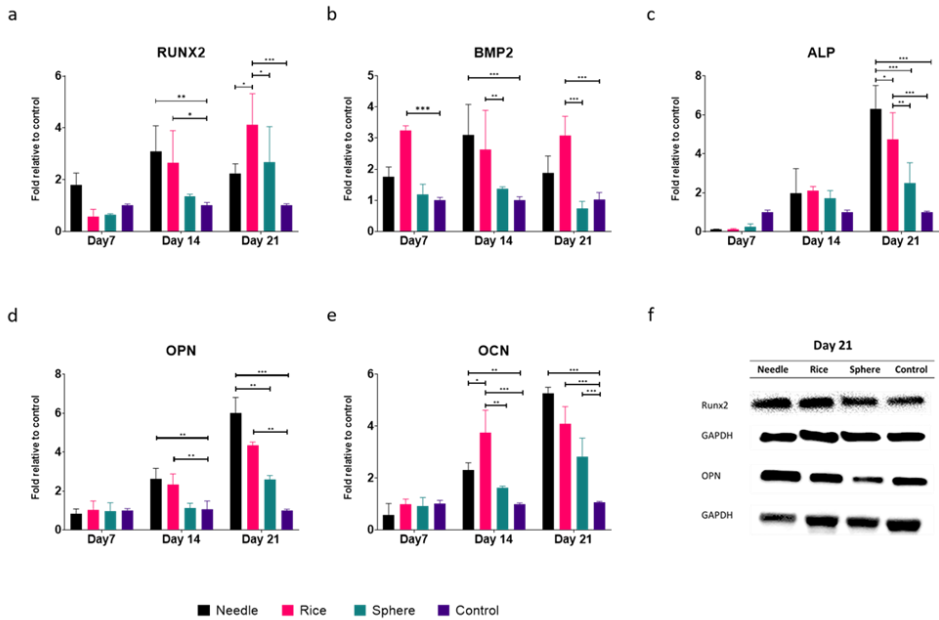 a
RUNX2
Fold relative to control
6
4
2
0
**
*
*
*
***
Day7 Day 14 Day 21
b
BMP2
Fold relative to control
5
4
3
2
1
0
***
***
**
***
***
Day7 Day 14 Day 21
c
ALP
Fold relative to control
8
6
4
2
0
***
***
*
***
**
Day7 Day 14 Day 21
d
OPN
Fold relative to control
8
6
4
2
0
**
**
***
**
**
Day7 Day 14 Day 21
e
OCN
Fold relative to control
6
4
2
0
**
*
***
**
***
***
***
Day7 Day 14 Day 21
f
Day 21
Needle Rice Sphere Control
Runx2
GAPDH
OPN
GAPDH
Needle Rice Sphere Control